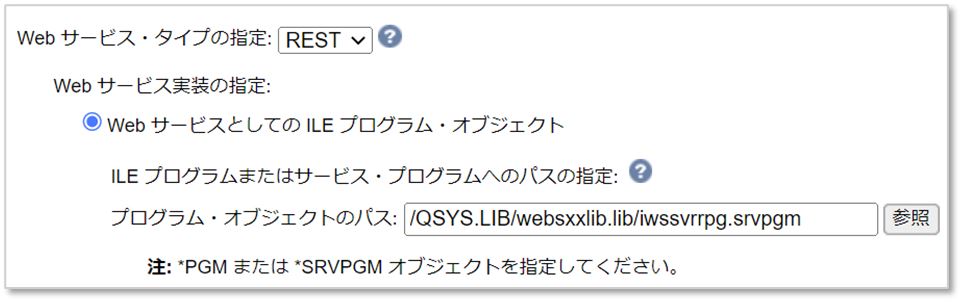 Web サービス・タイプの指定: REST
Web サービス実装の指定:
Web サービスとしての ILE プログラム・オブジェクト
ILE プログラムまたはサービス・プログラムへのパスの指定:
プログラム・オブジェクトのパス: /QSYS.LIB/websxxlib.lib/iwssvrrpg.srvpgm 参照
注: *PGM または *SRVPGM オブジェクトを指定してください。